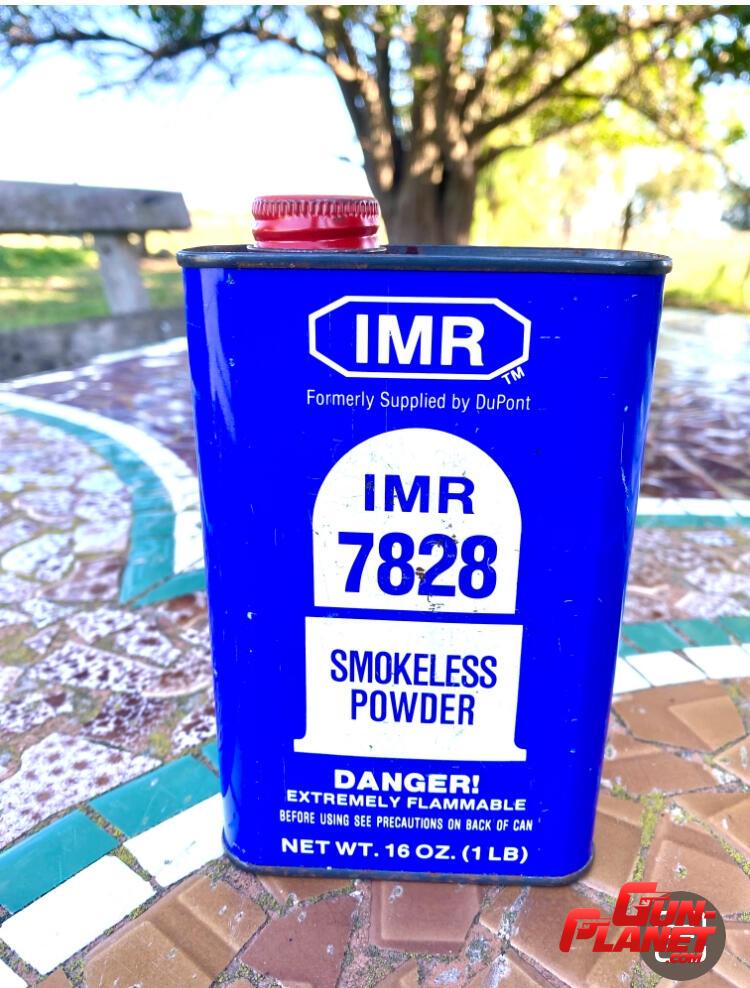 IMR
TM
Formerly Supplied by DuPont
IMR
7828
SMOKELESS
POWDER
DANGER!
EXTREMELY FLAMMABLE
BEFORE USING SEE PRECAUTIONS ON BACK OF CAN
NET WT. 16 OZ. (1 LB)
GUN-
PLANET
.COM